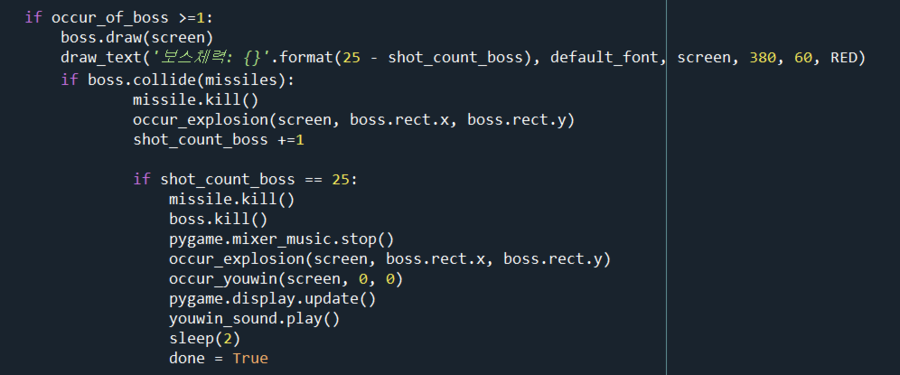 if occur_of_boss >=1:
    boss.draw(screen)
    draw_text('보스체력: {}'.format(25 - shot_count_boss), default_font, screen, 380, 60, RED)
    if boss.collide(missiles):
            missile.kill()
            occur_explosion(screen, boss.rect.x, boss.rect.y)
            shot_count_boss +=1

            if shot_count_boss == 25:
                missile.kill()
                boss.kill()
                pygame.mixer_music.stop()
                occur_explosion(screen, boss.rect.x, boss.rect.y)
                occur_youwin(screen, 0, 0)
                pygame.display.update()
                youwin_sound.play()
                sleep(2)
                done = True